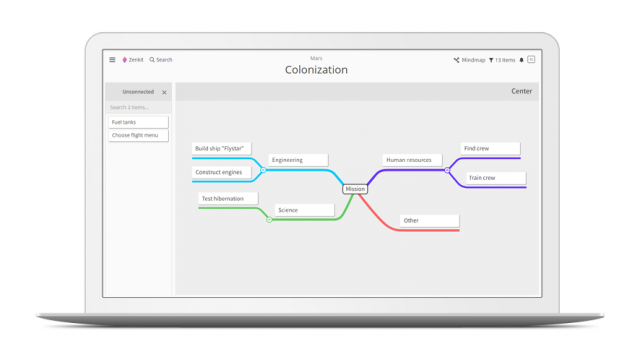 Zenkit Search
Mars
Colonization
Mindmap 13 items
Unconnected
Center
Search 2 items...
Fuel tanks
Choose flight menu
Build ship "Flystar"
Construct engines
Engineering
Test hibernation
Science
Mission
Human resources
Find crew
Train crew
Other